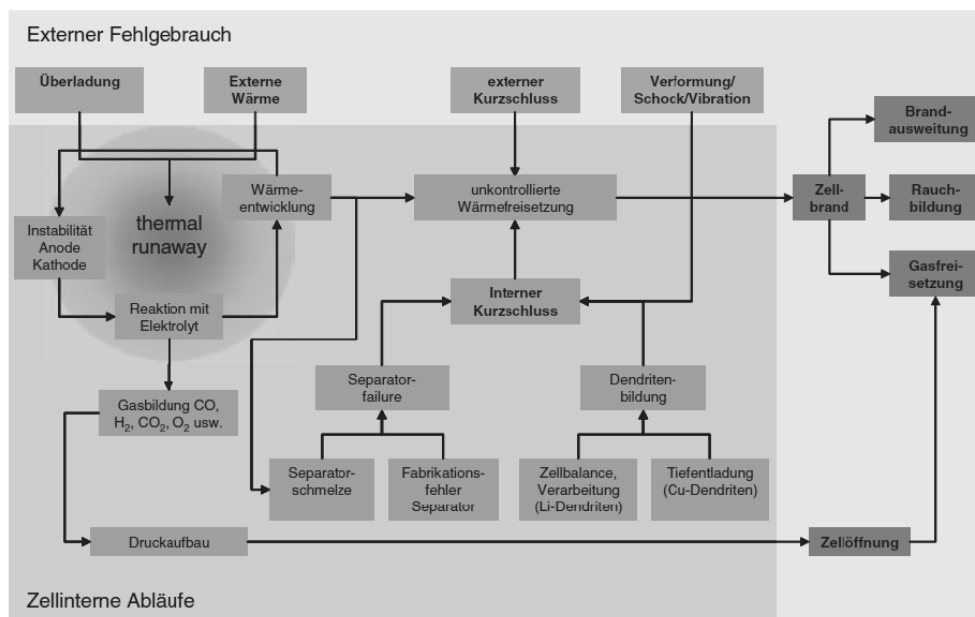 Externer Fehlgebrauch
Überladung
Externe
Wärme
externer
Kurzschluss
Verformung/
Schock/Vibration
Brand-
ausweitung
Wärme-
entwicklung
unkontrollierte
Wärmefreisetzung
Zell-
brand
Rauch-
bildung
thermal
runaway
Instabilität
Anode
Kathode
Gasfrei-
setzung
Interner
Kurzschluss
Reaktion mit
Elektrolyt
Separator-
failure
Dendriten-
bildung
Gasbildung CO,
H₂, CO₂, O₂ usw.
Separator-
schmelze
Fabrikations-
fehler
Separator
Zellbalance,
Verarbeitung
(Li-Dendriten)
Tiefentladung
(Cu-Dendriten)
Druckaufbau
Zellöffnung
Zellinterne Abläufe